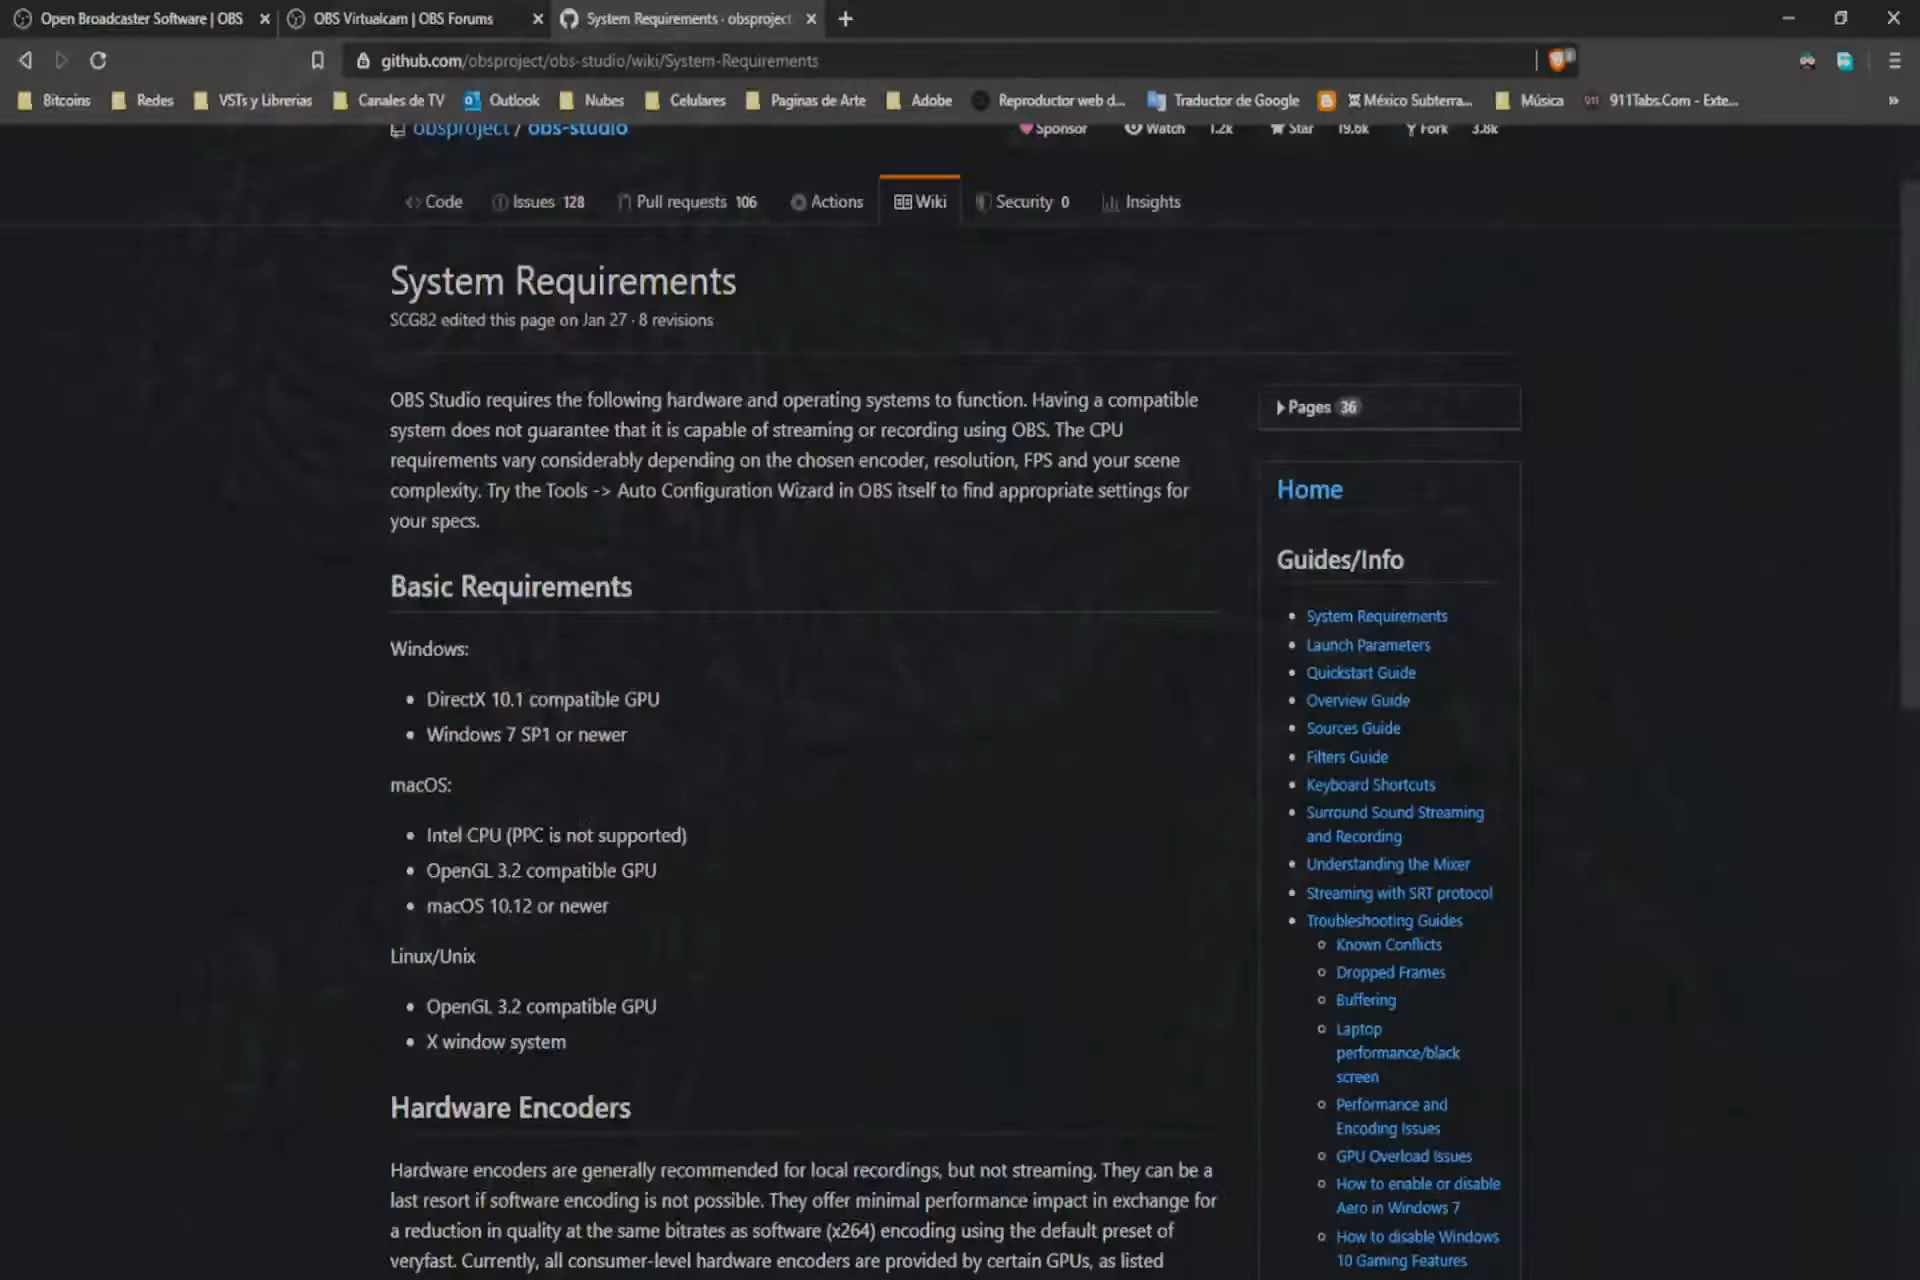 Open Broadcaster Software | OBS
OBS Virtualcam | OBS Forums
System Requirements · obsproject
github.com/obsproject/obs-studio/wiki/System-Requirements
Bitcoins Redes VSTs y Librerias Canales de TV Outlook Nubes Celulares Paginas de Arte Adobe Reproductor web d... Traductor de Google México Subterra... Música 911Tabs.Com - Exte... »
obsproject / obs-studio
Sponsor Watch 1.2k Star 19.6k Fork 3.8k
Code Issues 128 Pull requests 106 Actions Wiki Security 0 Insights
System Requirements
SCG82 edited this page on Jan 27 · 8 revisions
OBS Studio requires the following hardware and operating systems to function. Having a compatible
system does not guarantee that it is capable of streaming or recording using OBS. The CPU
requirements vary considerably depending on the chosen encoder, resolution, FPS and your scene
complexity. Try the Tools -> Auto Configuration Wizard in OBS itself to find appropriate settings for
your specs.
Basic Requirements
Windows:
• DirectX 10.1 compatible GPU
• Windows 7 SP1 or newer
macOS:
• Intel CPU (PPC is not supported)
• OpenGL 3.2 compatible GPU
• macOS 10.12 or newer
Linux/Unix
• OpenGL 3.2 compatible GPU
• X window system
Hardware Encoders
Hardware encoders are generally recommended for local recordings, but not streaming. They can be a
last resort if software encoding is not possible. They offer minimal performance impact in exchange for
a reduction in quality at the same bitrates as software (x264) encoding using the default preset of
veryfast. Currently, all consumer-level hardware encoders are provided by certain GPUs, as listed
Pages 36
Home
Guides/Info
• System Requirements
• Launch Parameters
• Quickstart Guide
• Overview Guide
• Sources Guide
• Filters Guide
• Keyboard Shortcuts
• Surround Sound Streaming
and Recording
• Understanding the Mixer
• Streaming with SRT protocol
• Troubleshooting Guides
Known Conflicts
Dropped Frames
Buffering
Laptop
performance/black
screen
Performance and
Encoding Issues
GPU Overload Issues
How to enable or disable
Aero in Windows 7
How to disable Windows
10 Gaming Features